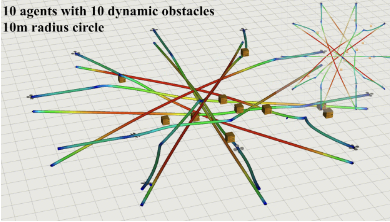 10 agents with 10 dynamic obstacles
10m radius circle